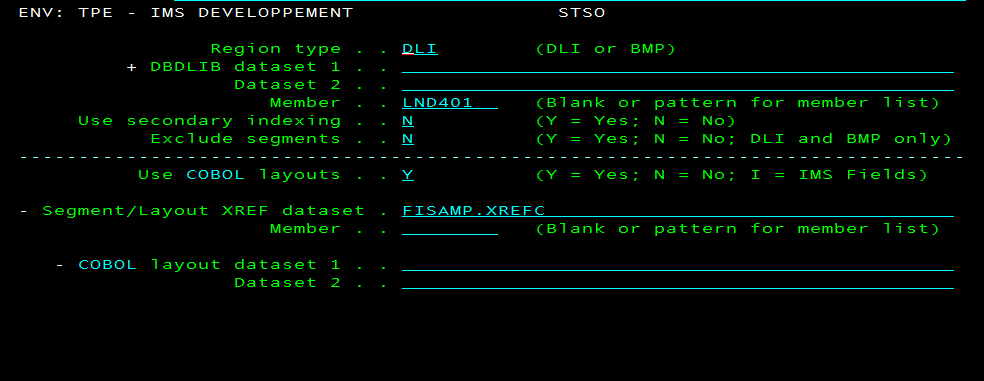 ENV: TPE - IMS DEVELOPPEMENT STSO
Region type . . DLI (DLI or BMP)
+ DBDLIB dataset 1 . .
Dataset 2 . .
Member . . LND401 (Blank or pattern for member list)
Use secondary indexing . . N (Y = Yes; N = No)
Exclude segments . . N (Y = Yes; N = No; DLI and BMP only)
--------------------------------------------------------------------------------
Use COBOL layouts . . Y (Y = Yes; N = No; I = IMS Fields)
- Segment/Layout XREF dataset . FISAMP.XREFC
Member . . (Blank or pattern for member list)
- COBOL layout dataset 1 . .
Dataset 2 . .